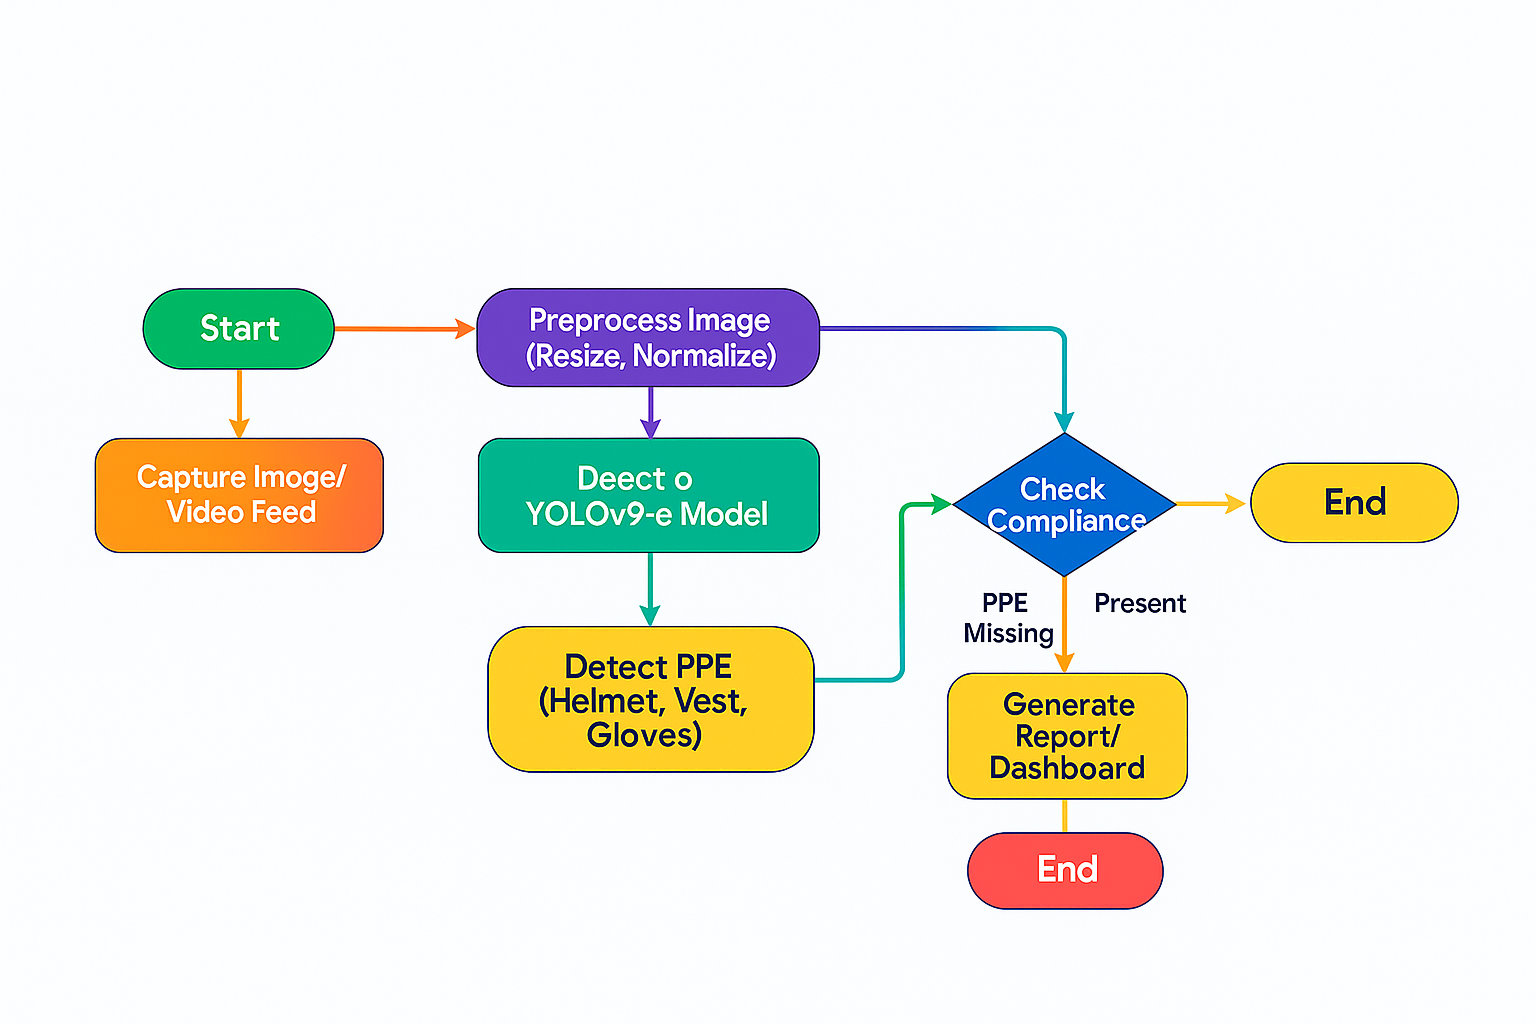 Start
Preprocess Image
(Resize, Normalize)
Capture Imoge/
Video Feed
Deect o
YOLOv9-e Model
Check
Compliance
End
PPE
Missing
Present
Detect PPE
(Helmet, Vest,
Gloves)
Generate
Report/
Dashboard
End